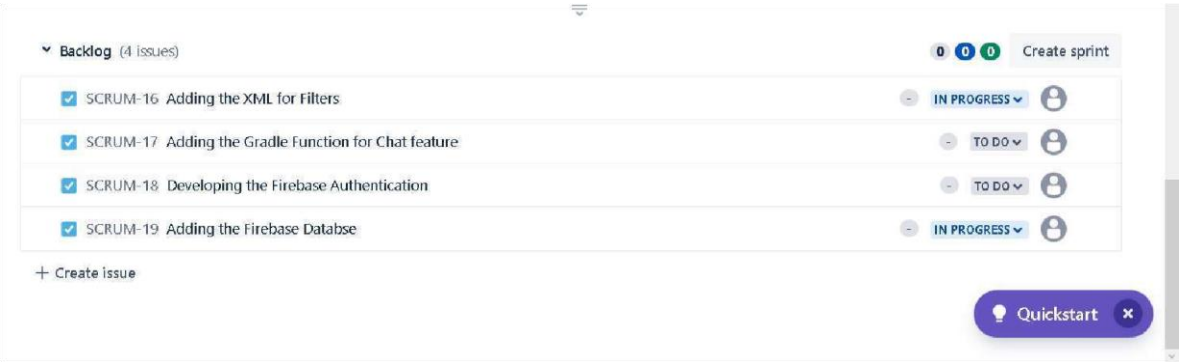 Backlog (4 issues) 0 0 0 Create sprint
SCRUM-16 Adding the XML for Filters - IN PROGRESS
SCRUM-17 Adding the Gradle Function for Chat feature - TO DO
SCRUM-18 Developing the Firebase Authentication - TO DO
SCRUM-19 Adding the Firebase Databse - IN PROGRESS
+ Create issue
Quickstart ×